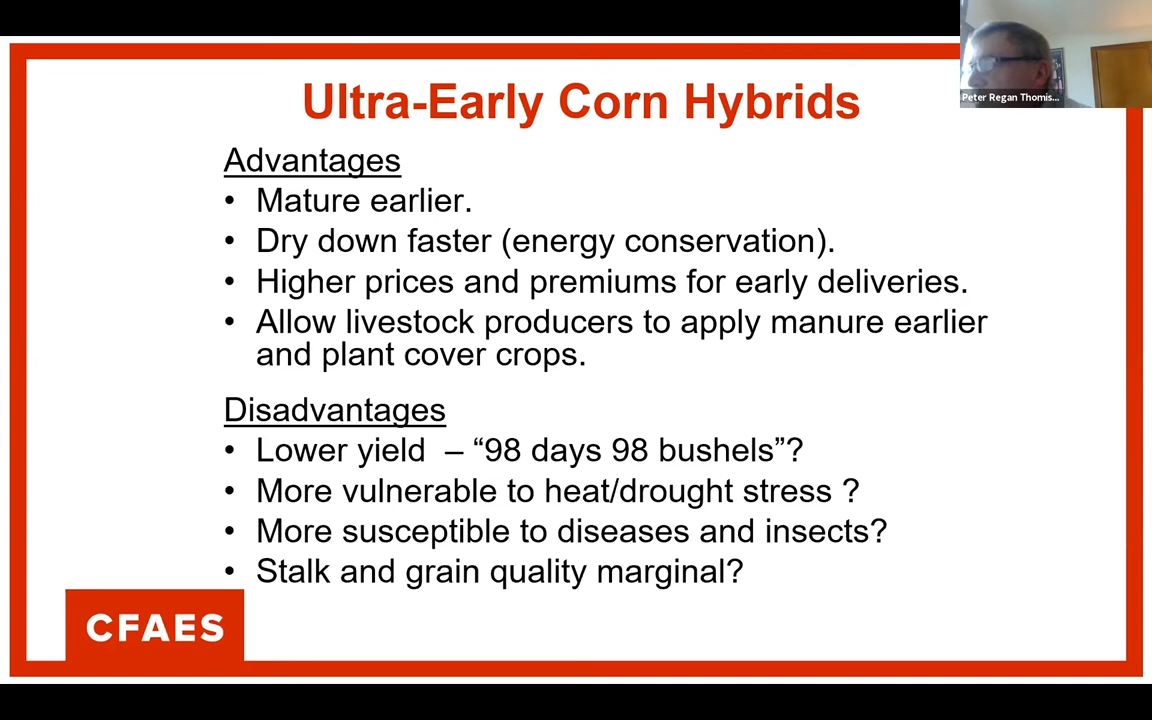 Ultra-Early Corn Hybrids
Peter Regan Thomis...
Advantages
• Mature earlier.
• Dry down faster (energy conservation).
• Higher prices and premiums for early deliveries.
• Allow livestock producers to apply manure earlier
and plant cover crops.
Disadvantages
• Lower yield – “98 days 98 bushels”?
• More vulnerable to heat/drought stress ?
• More susceptible to diseases and insects?
• Stalk and grain quality marginal?
CFAES